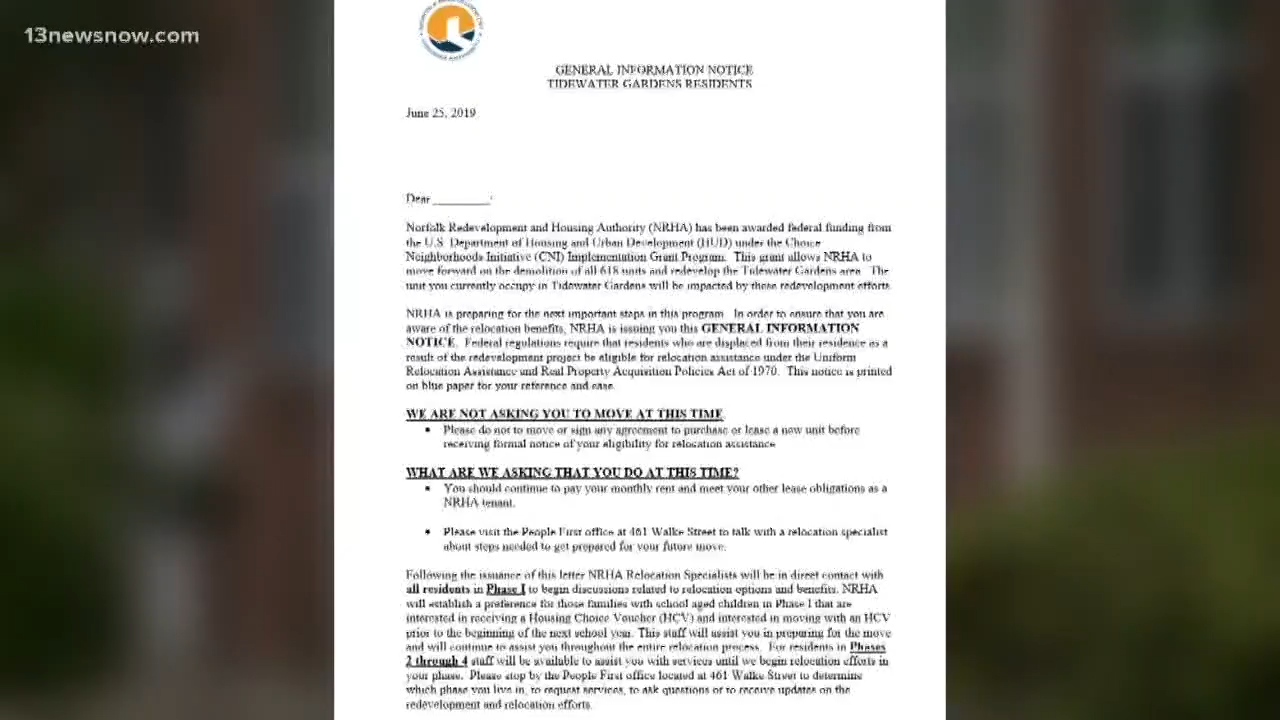 13newsnow.com
GENERAL INFORMATION NOTICE
TIDEWATER GARDENS RESIDENTS
June 25, 2019
Dear _________:
Norfolk Redevelopment and Housing Authority (NRHA) has been awarded federal funding from
the U.S. Department of Housing and Urban Development (HUD) under the Choice
Neighborhoods Initiative (CNI) Implementation Grant Program. This grant allows NRHA to
move forward on the demolition of all 618 units and redevelop the Tidewater Gardens area. The
unit you currently occupy in Tidewater Gardens will be impacted by these redevelopment efforts.
NRHA is preparing for the next important steps in this program. In order to ensure that you are
aware of the relocation benefits, NRHA is issuing you this GENERAL INFORMATION
NOTICE. Federal regulations require that residents who are displaced from their residence as a
result of the redevelopment project be eligible for relocation assistance under the Uniform
Relocation Assistance and Real Property Acquisition Policies Act of 1970. This notice is printed
on blue paper for your reference and ease.
WE ARE NOT ASKING YOU TO MOVE AT THIS TIME
• Please do not to move or sign any agreement to purchase or lease a new unit before
receiving formal notice of your eligibility for relocation assistance
WHAT ARE WE ASKING THAT YOU DO AT THIS TIME?
• You should continue to pay your monthly rent and meet your other lease obligations as a
NRHA tenant.
• Please visit the People First office at 461 Walke Street to talk with a relocation specialist
about steps needed to get prepared for your future move.
Following the issuance of this letter NRHA Relocation Specialists will be in direct contact with
all residents in Phase I to begin discussions related to relocation options and benefits. NRHA
will establish a preference for those families with school aged children in Phase I that are
interested in receiving a Housing Choice Voucher (HCV) and interested in moving with an HCV
prior to the beginning of the next school year. This staff will assist you in preparing for the move
and will continue to assist you throughout the entire relocation process. For residents in Phases
2 through 4 staff will be available to assist you with services until we begin relocation efforts in
your phase. Please stop by the People First office located at 461 Walke Street to determine
which phase you live in, to request services, to ask questions or to receive updates on the
redevelopment and relocation efforts.